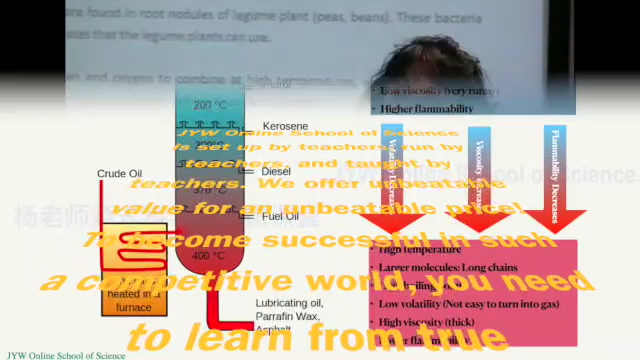 are found in root nodules of legume plant (peas, beans). These bacteria
that the legume plants can use.
and oxygen to combine at high temperature
200 °C
Kerosene
Diesel
Fuel Oil
400 °C
Lubricating oil,
Parrafin Wax,
Asphalt
Crude Oil
heated in a
furnace
• Low viscosity (very runny)
• Higher flammability
Viscosity Increases
Flammability Decreases
• High temperature
• Larger molecules: Long chains
• Low volatility (Not easy to turn into gas)
• High viscosity (thick)
JYW Online School of Science
is set up by teachers, run by
teachers, and taught by
teachers. We offer unbeatable
value for an unbeatable price!
To become successful in such
a competitive world, you need
to learn from true
JYW Online School of Science
杨老师
JYW Online School of Science